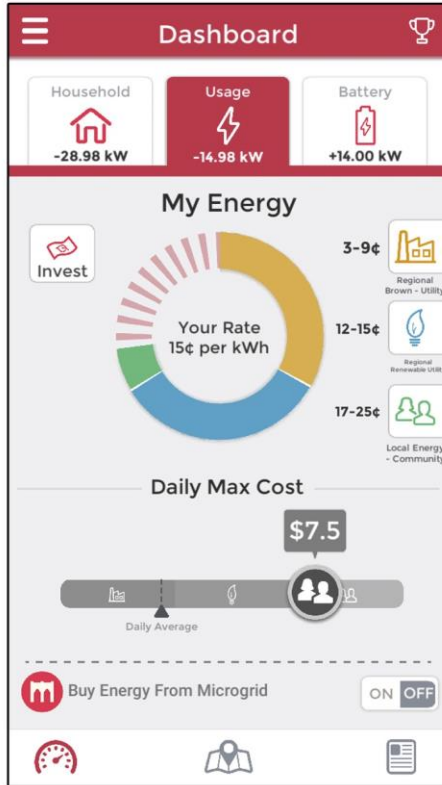 Dashboard
Household
-28.98 kW
Usage
-14.98 kW
Battery
+14.00 kW
My Energy
Invest
Your Rate
15¢ per kWh
3-9¢
Regional
Brown - Utility
12-15¢
Regional
Renewable Utilit
17-25¢
Local Energy
- Community
Daily Max Cost
$7.5
Daily Average
Buy Energy From Microgrid
ON OFF